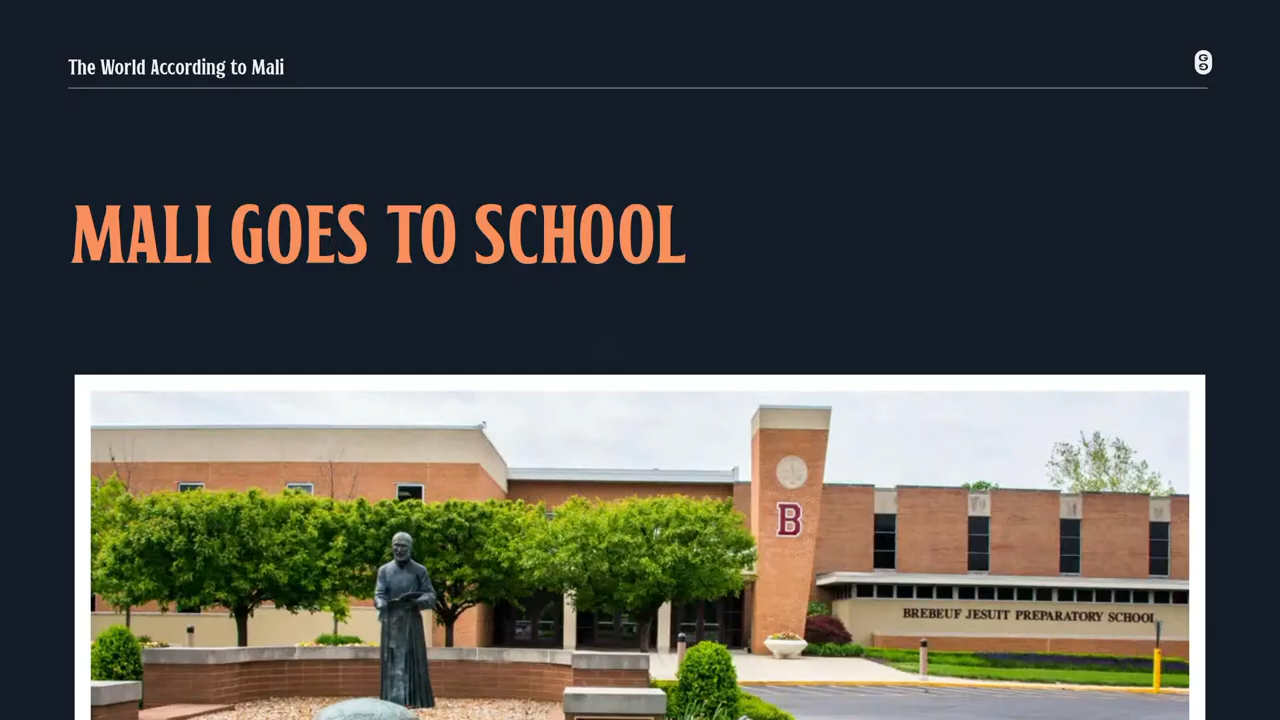 The World According to Mali
MALI GOES TO SCHOOL
B
BREBEUF JESUIT PREPARATORY SCHOOL